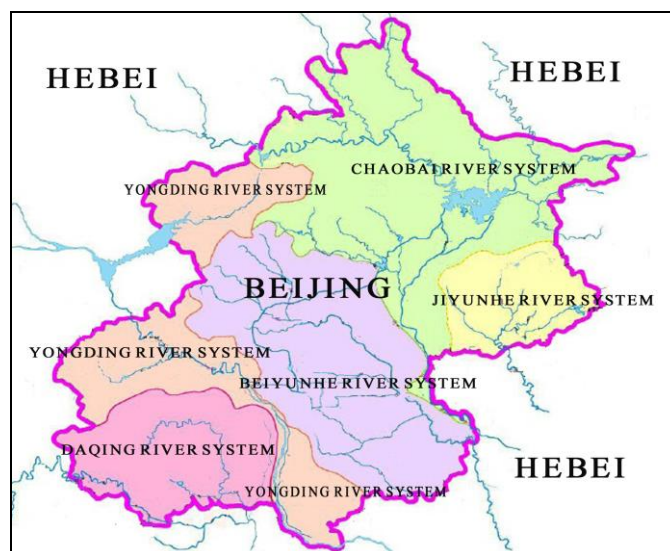 HEBEI
HEBEI
CHAOBAI RIVER SYSTEM
YONGDING RIVER SYSTEM
BEIJING
JIYUNHE RIVER SYSTEM
YONGDING RIVER SYSTEM
BEIYUNHE RIVER SYSTEM
DAQING RIVER SYSTEM
HEBEI
YONGDING RIVER SYSTEM